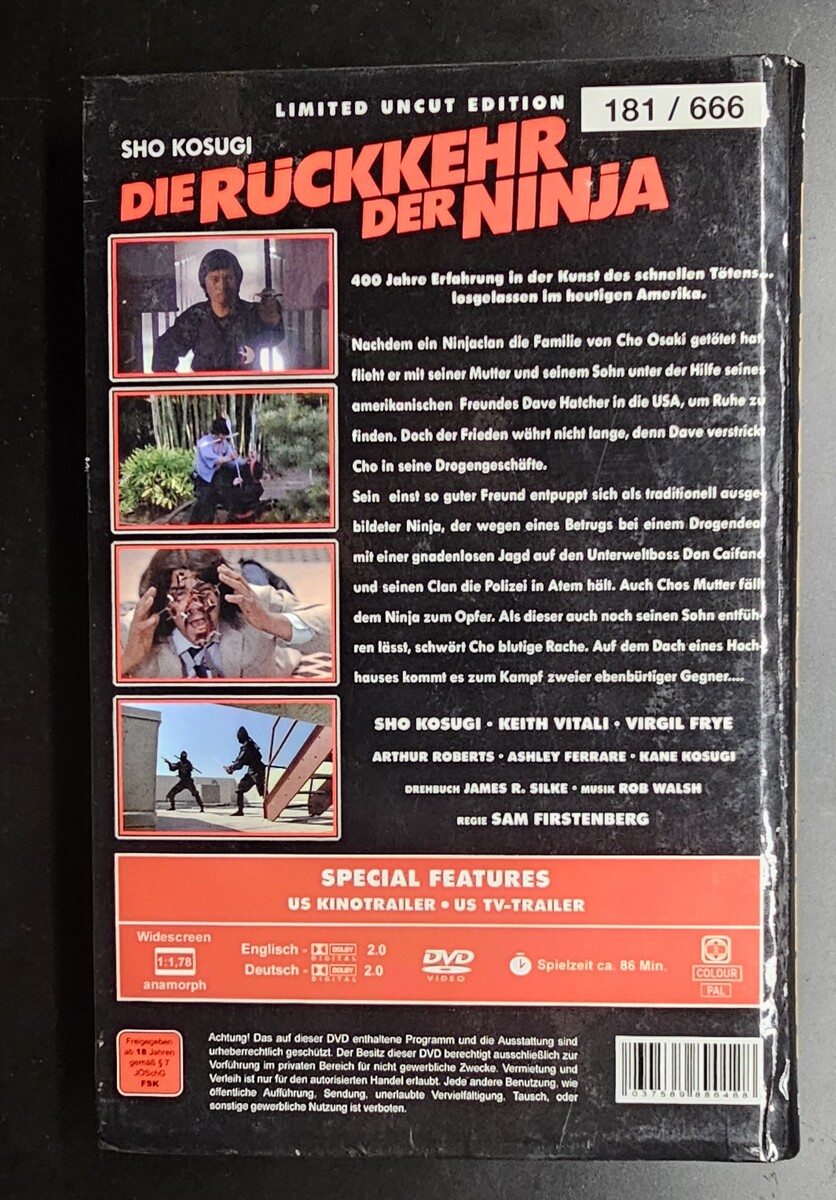 LIMITED UNCUT EDITION
181 / 666
SHO KOSUGI
DIE RÜCKKEHR
DER NINJA
400 Jahre Erfahrung in der Kunst des schnellen Tötens...
losgelassen im heutigen Amerika.
Nachdem ein Ninjaclan die Familie von Cho Osaki getötet hat,
flieht er mit seiner Mutter und seinem Sohn unter der Hilfe seines
amerikanischen Freundes Dave Hatcher in die USA, um Ruhe zu
finden. Doch der Frieden währt nicht lange, denn Dave verstrickt
Cho in seine Drogengeschäfte.
Sein einst so guter Freund entpuppt sich als traditionell ausge-
bildeter Ninja, der wegen eines Betrugs bei einem Drogendeal
mit einer gnadenlosen Jagd auf den Unterweltboss Don Caifano
und seinen Clan die Polizei in Atem hält. Auch Chos Mutter fällt
dem Ninja zum Opfer. Als dieser auch noch seinen Sohn entfüh-
ren lässt, schwört Cho blutige Rache. Auf dem Dach eines Hoch-
hauses kommt es zum Kampf zweier ebenbürtiger Gegner....
SHO KOSUGI • KEITH VITALI • VIRGIL FRYE
ARTHUR ROBERTS • ASHLEY FERRARE • KANE KOSUGI
DREHBUCH JAMES R. SILKE • MUSIK ROB WALSH
REGIE SAM FIRSTENBERG
SPECIAL FEATURES
US KINOTRAILER • US TV-TRAILER
Widescreen
1:1,78
anamorph
Englisch - DOLBY DIGITAL 2.0
Deutsch - DOLBY DIGITAL 2.0
DVD
VIDEO
Spielzeit ca. 86 Min.
2
COLOUR
PAL
Freigegeben
ab 18 Jahren
gemäß § 7
JÖSchG
FSK
Achtung! Das auf dieser DVD enthaltene Programm und die Ausstattung sind
urheberrechtlich geschützt. Der Besitz dieser DVD berechtigt ausschließlich zur
Vorführung im privaten Bereich für nicht gewerbliche Zwecke. Vermietung und
Verleih ist nur für den autorisierten Handel erlaubt. Jede andere Benutzung, wie
öffentliche Aufführung, Sendung, unerlaubte Vervielfältigung, Tausch, oder
sonstige gewerbliche Nutzung ist verboten.
037589 886468